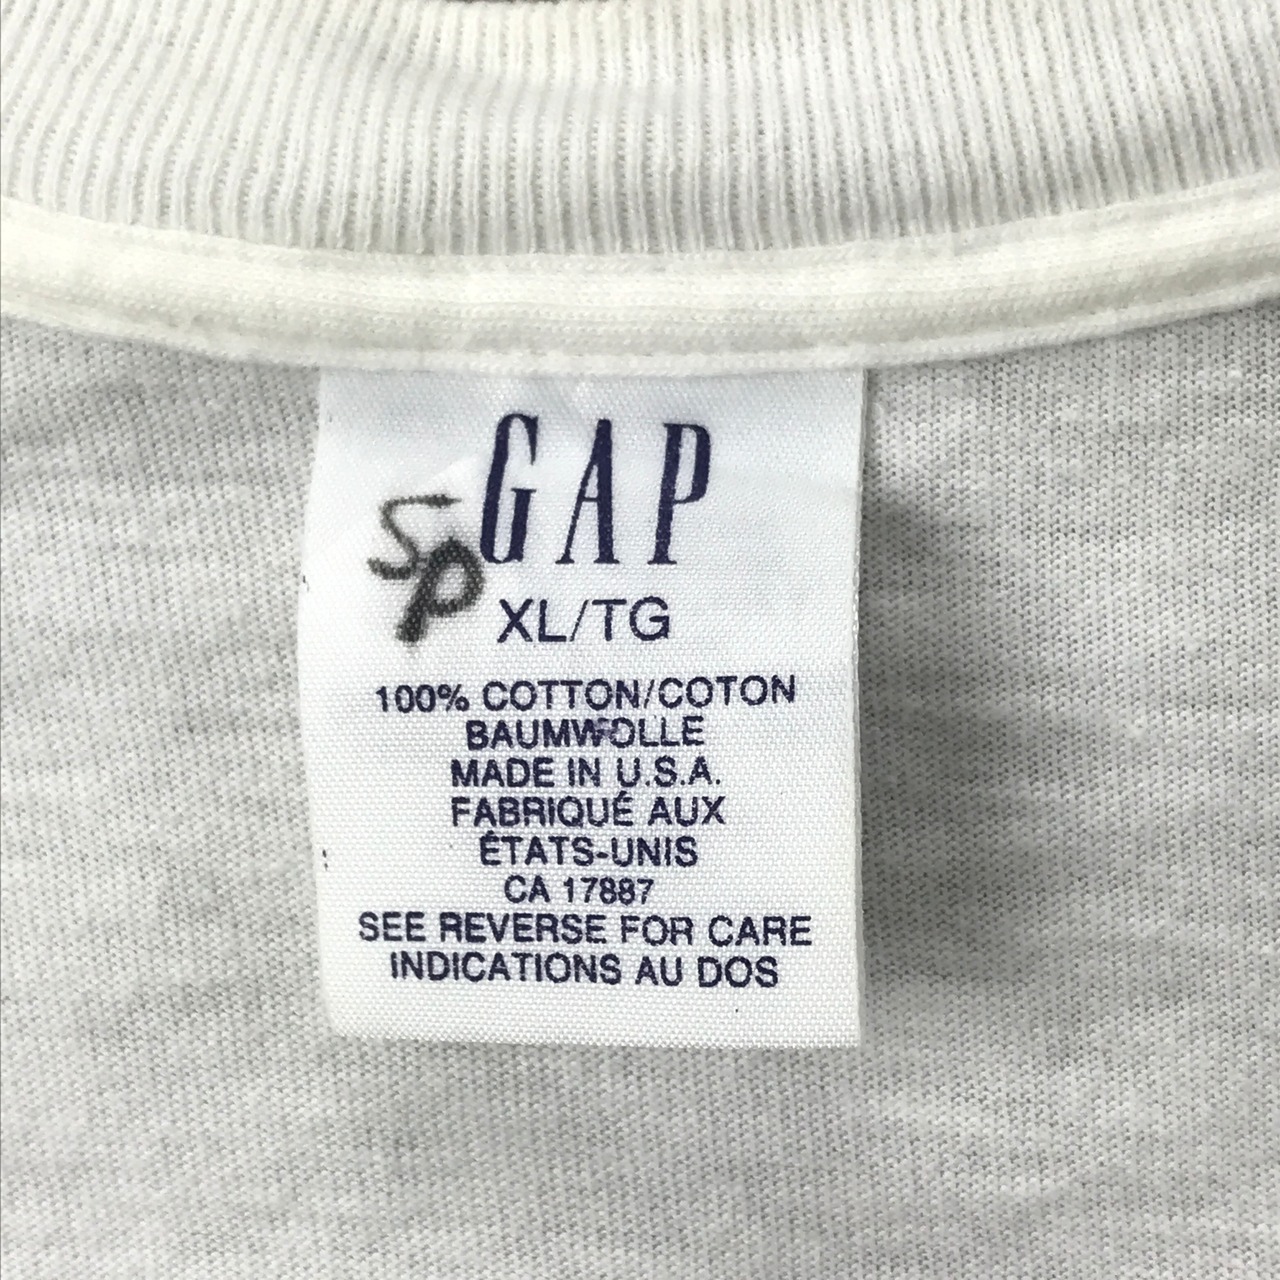 GAP
Sp
XL/TG
100% COTTON/COTON
BAUMWOLLE
MADE IN U.S.A.
FABRIQUÉ AUX
ÉTATS-UNIS
CA 17887
SEE REVERSE FOR CARE
INDICATIONS AU DOS